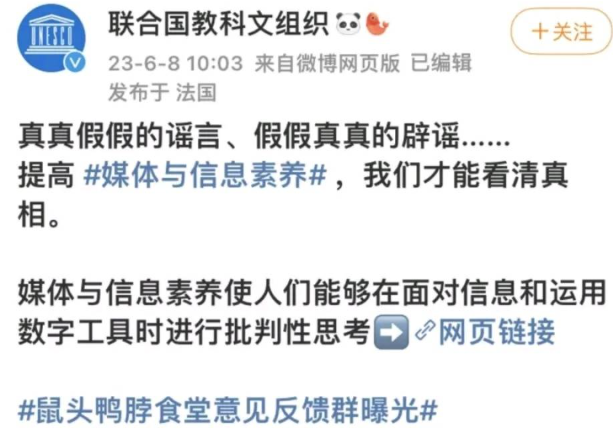 UNESCO
联合国教科文组织🐼
+关注
23-6-8 10:03 来自微博网页版 已编辑
发布于 法国
真真假假的谣言、假假真真的辟谣......
提高 #媒体与信息素养# ，我们才能看清真
相。
媒体与信息素养使人们能够在面对信息和运用
数字工具时进行批判性思考➡️🔗网页链接
#鼠头鸭脖食堂意见反馈群曝光#